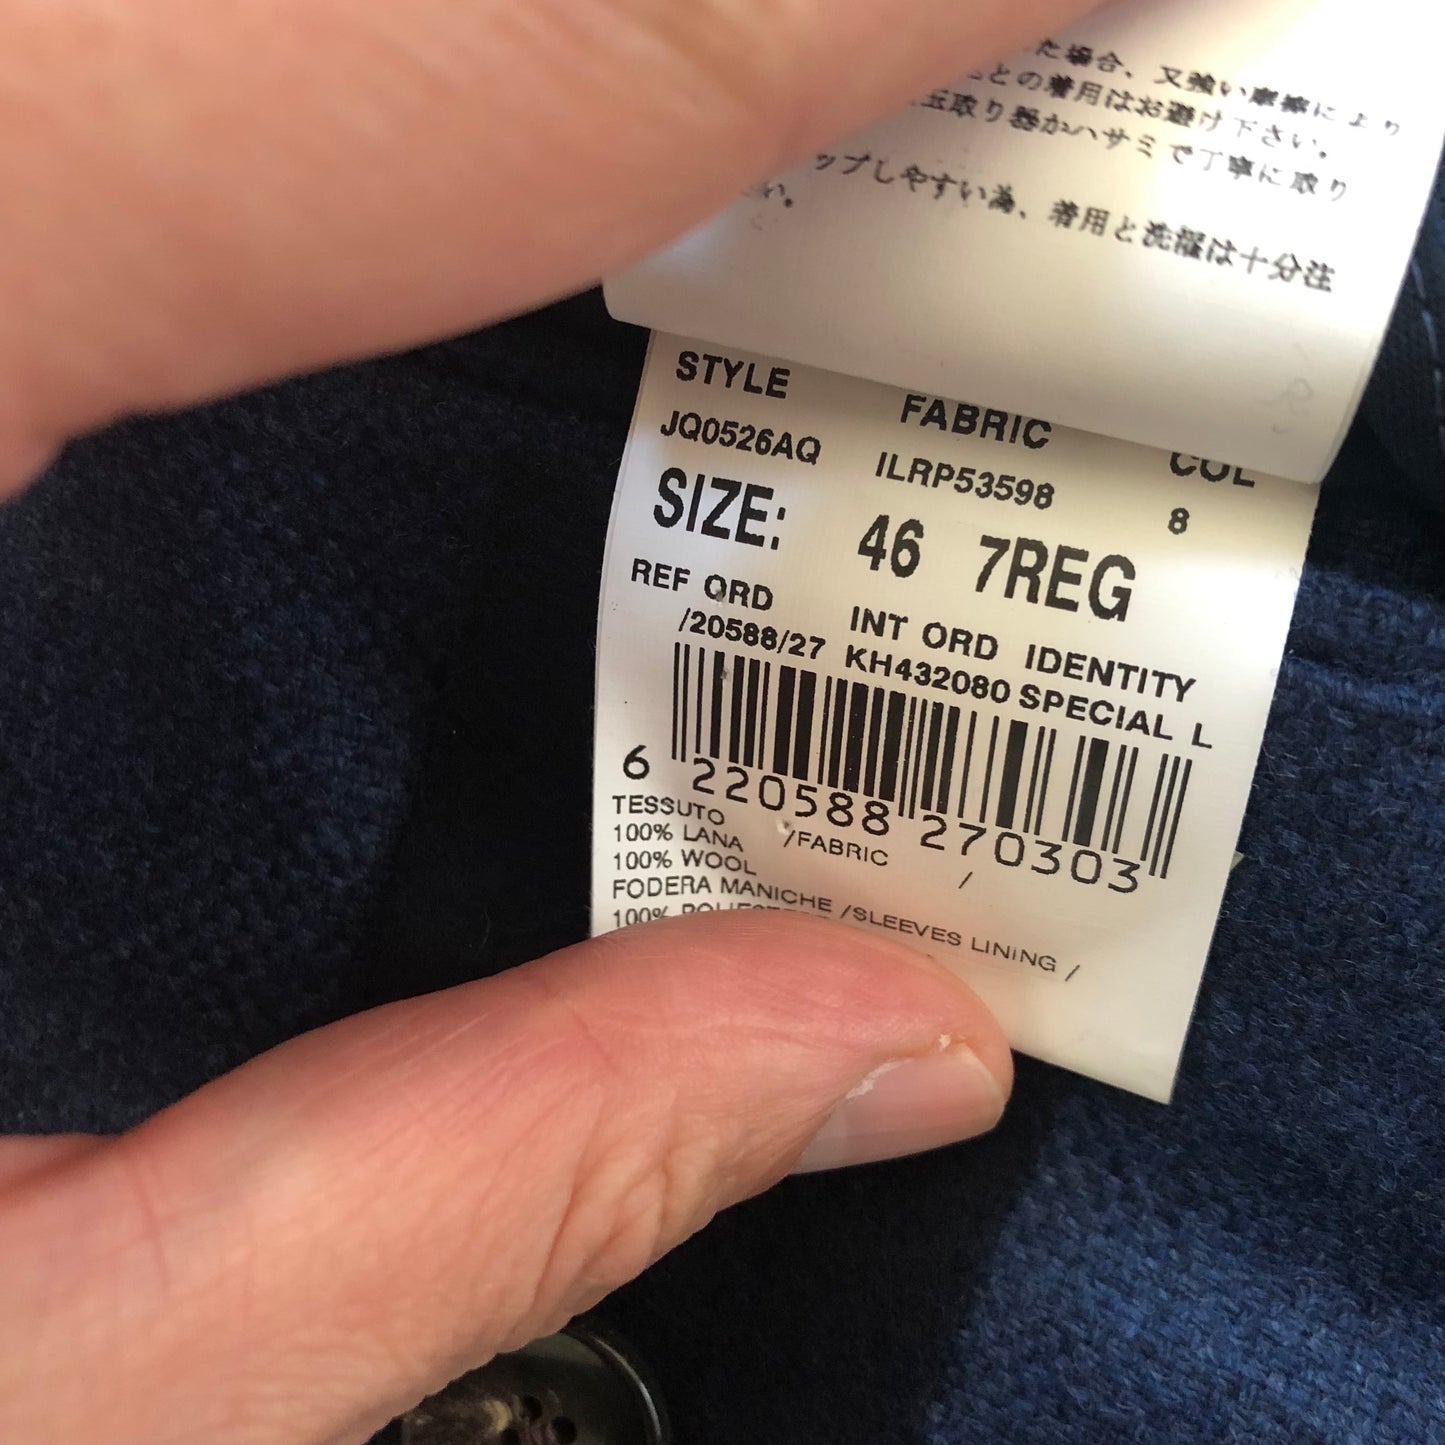 た場合、又強い摩擦により
との着用はお避け下さい。
玉取り器かハサミで丁寧に取り
い。
ップしやすい為、着用と洗濯は十分注
STYLE FABRIC COL
JQ0526AQ ILRP53598 8
SIZE: 46 7REG
REF ORD INT ORD IDENTITY
/20588/27 KH432080 SPECIAL L
6 220588 270303
TESSUTO /FABRIC /
100% LANA
100% WOOL
FODERA MANICHE /SLEEVES LINING /
100%